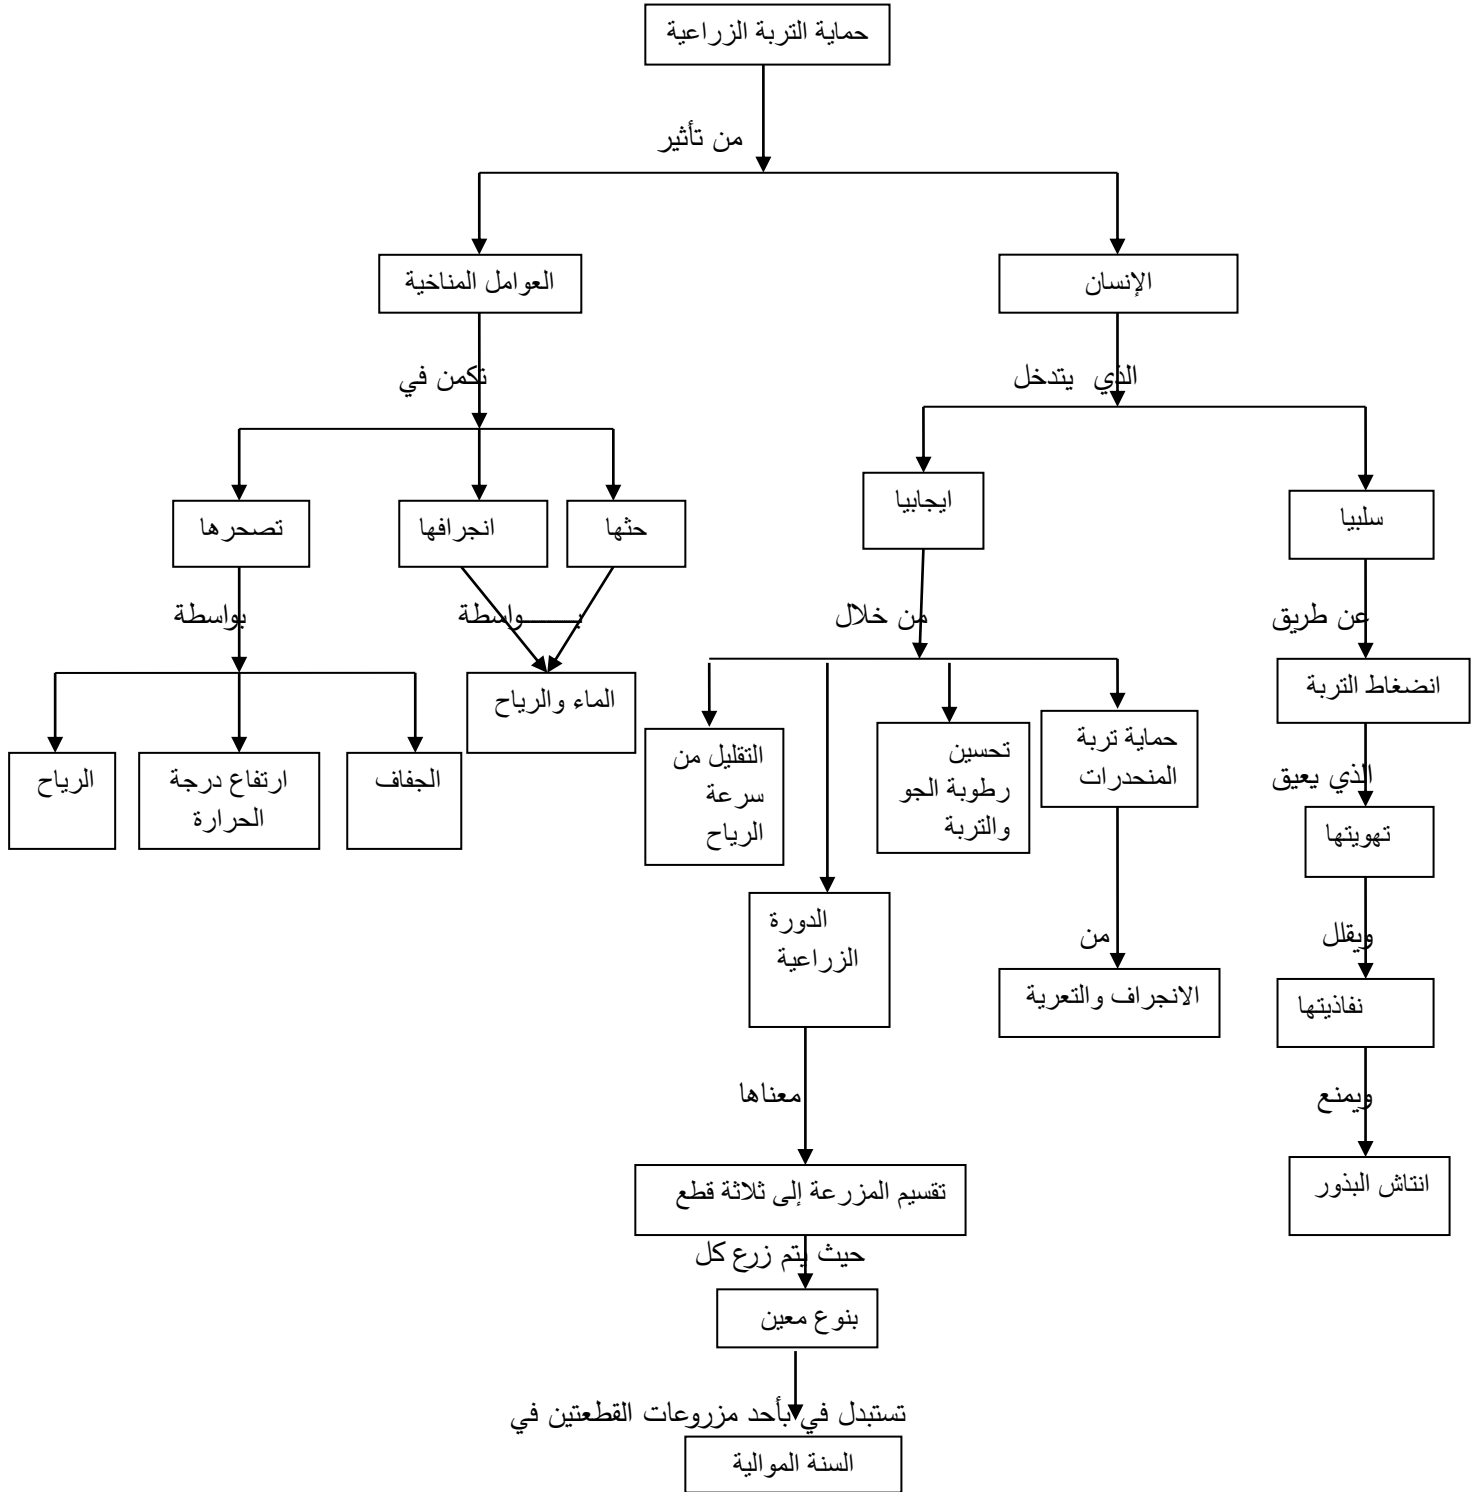 حماية التربة الزراعية
من تأثير
الإنسان
العوامل المناخية
الذي يتدخل
تكمن في
سلبيا
ايجابيا
حثها
انجرافها
تصحرها
عن طريق
من خلال
بـــــــواسطة
بواسطة
انضغاط التربة
الماء والرياح
حماية تربة
المنحدرات
تحسين
رطوبة الجو
والتربة
التقليل من
سرعة
الرياح
الجفاف
ارتفاع درجة
الحرارة
الرياح
الذي يعيق
تهويتها
الدورة
الزراعية
ويقلل
من
نفاذيتها
الانجراف والتعرية
معناها
ويمنع
انتاش البذور
تقسيم المزرعة إلى ثلاثة قطع
حيث يتم زرع كل
بنوع معين
تستبدل في بأحد مزروعات القطعتين في
السنة الموالية